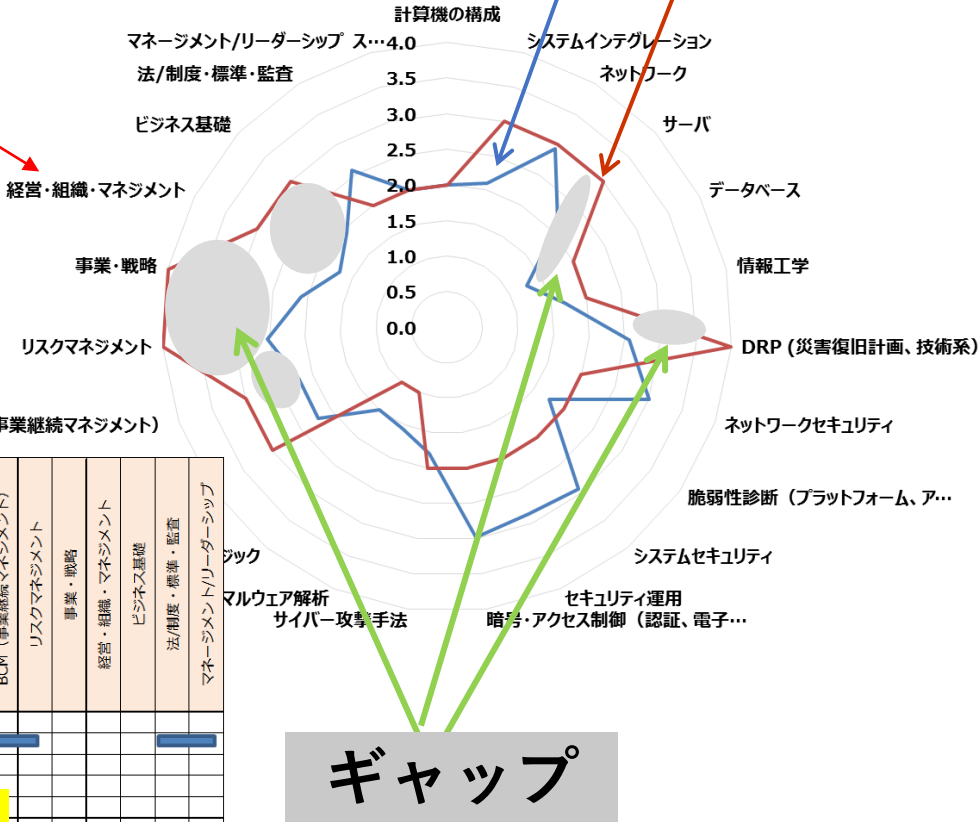 計算機の構成
マネージメント/リーダーシップ ス…
4.0
システムインテグレーション
法/制度・標準・監査
3.5
ネットワーク
ビジネス基礎
3.0
サーバ
2.5
経営・組織・マネジメント
2.0
データベース
1.5
事業・戦略
1.0
情報工学
0.5
リスクマネジメント
0.0
DRP (災害復旧計画、技術系)
事業継続マネジメント）
ネットワークセキュリティ
脆弱性診断（プラットフォーム、ア…
ジック
システムセキュリティ
マルウェア解析
セキュリティ運用
サイバー攻撃手法
暗号・アクセス制御（認証、電子…
BCM（事業継続マネジメント）
リスクマネジメント
事業・戦略
経営・組織・マネジメント
ビジネス基礎
法/制度・標準・監査
マネージメント/リーダーシップ
ギャップ